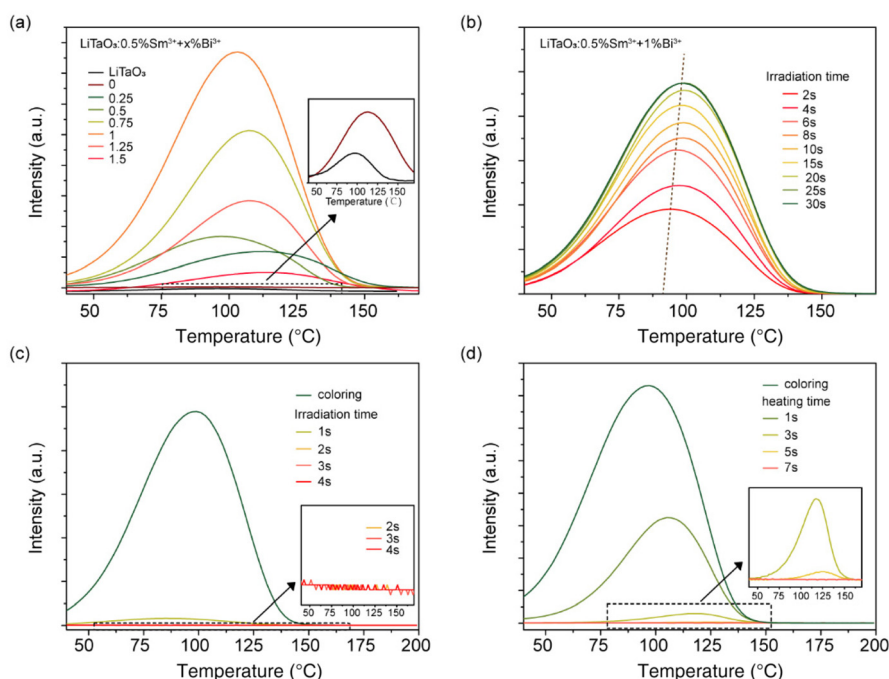 (a)
LiTaO₃:0.5%Sm³⁺+x%Bi³⁺
LiTaO₃
0
0.25
0.5
0.75
1
1.25
1.5
50 75 100 125 150
Temperature (℃)
Intensity (a.u.)
50 75 100 125 150
Temperature (°C)
(b)
LiTaO₃:0.5%Sm³⁺+1%Bi³⁺
Irradiation time
2s
4s
6s
8s
10s
15s
20s
25s
30s
Intensity (a.u.)
50 75 100 125 150
Temperature (°C)
(c)
coloring
Irradiation time
1s
2s
3s
4s
2s
3s
4s
50 75 100 125 150
Intensity (a.u.)
50 75 100 125 150 175 200
Temperature (°C)
(d)
coloring
heating time
1s
3s
5s
7s
50 75 100 125 150
Intensity (a.u.)
50 75 100 125 150 175 200
Temperature (°C)